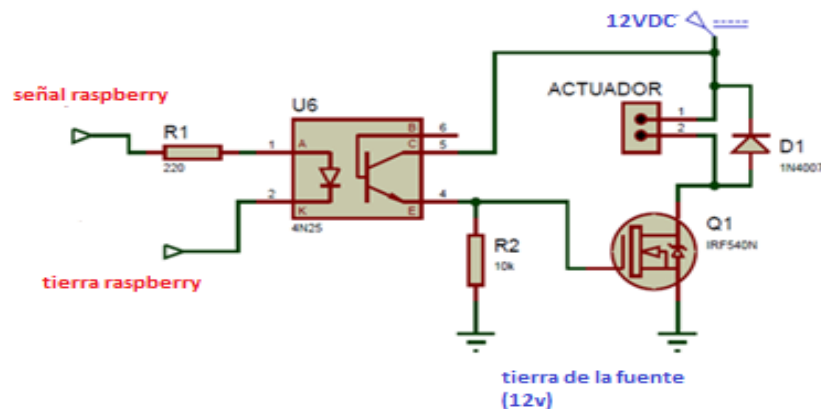 12VDC
señal raspberry
ACTUADOR
U6
R1
220
1
2
A
K
B
C
E
6
5
4
4N25
1
2
D1
1N4007
R2
10k
Q1
IRF540N
tierra raspberry
tierra de la fuente
(12v)